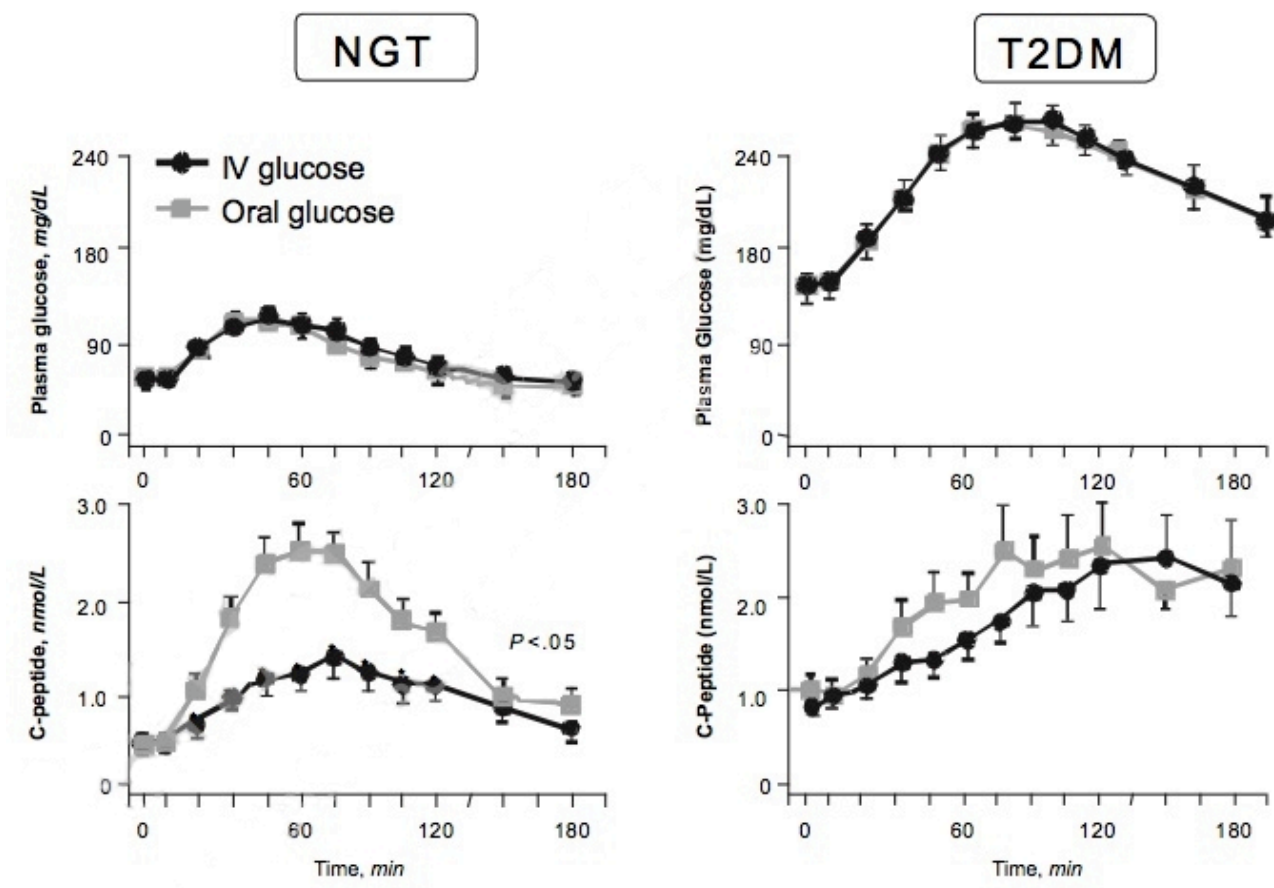 NGT
IV glucose
Oral glucose
Plasma glucose, mg/dL
240
180
90
0
0 60 120 180
C-peptide, nmol/L
3.0
2.0
1.0
0
P<.05
0 60 120 180
Time, min
T2DM
Plasma Glucose (mg/dL)
240
180
90
0
0 60 120 180
C-Peptide (nmol/L)
3.0
2.0
1.0
0
0 60 120 180
Time, min